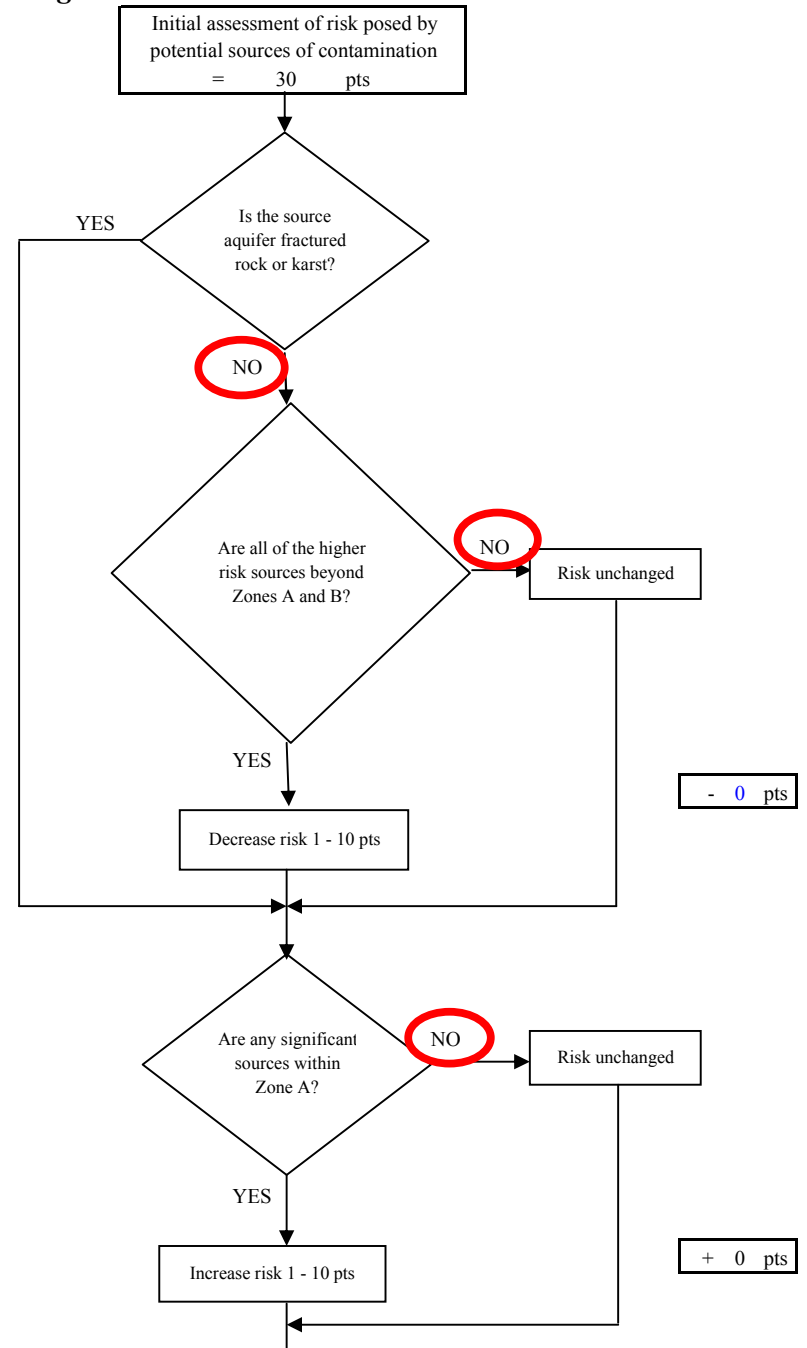 Initial assessment of risk posed by
potential sources of contamination
= 30 pts
YES
Is the source
aquifer fractured
rock or karst?
NO
Are all of the higher
risk sources beyond
Zones A and B?
NO
Risk unchanged
YES
- 0 pts
Decrease risk 1 - 10 pts
Are any significant
sources within
Zone A?
NO
Risk unchanged
YES
+ 0 pts
Increase risk 1 - 10 pts